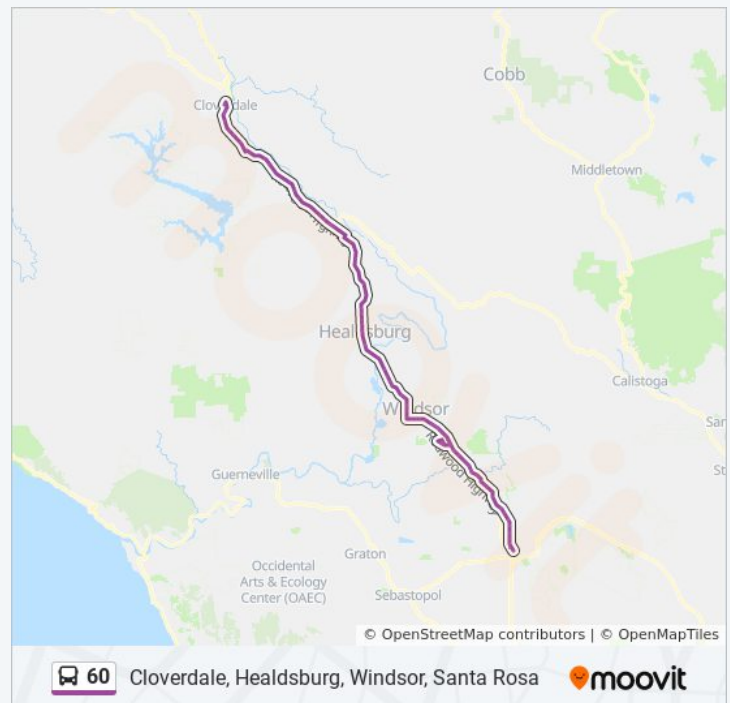 Cobb
Cloverdale
Middletown
Healdsburg
Calistoga
Windsor
Redwood Highway
Guerneville
Graton
Occidental
Arts & Ecology
Center (OAEC)
Sebastopol
© OpenStreetMap contributors | © OpenMapTiles
60 Cloverdale, Healdsburg, Windsor, Santa Rosa moovit